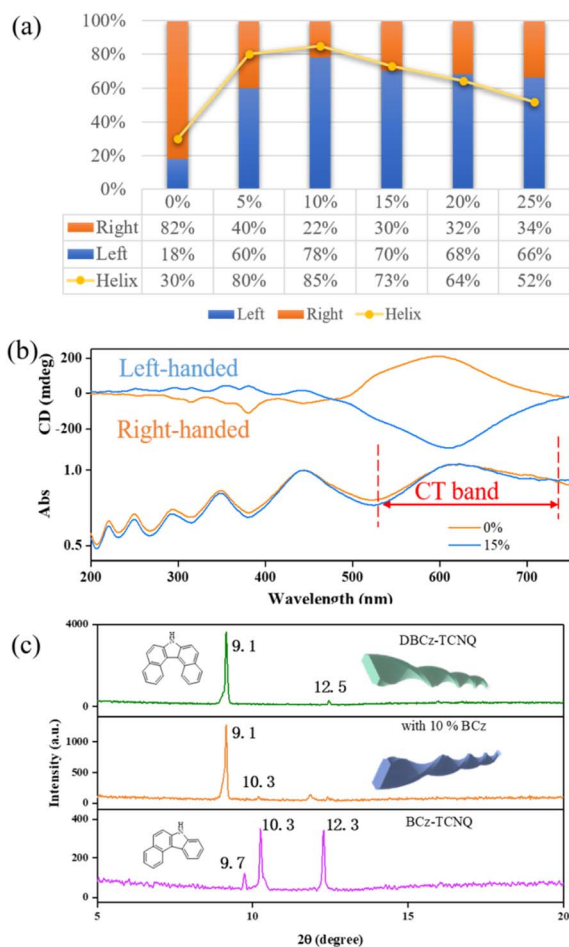 (a)
100%
80%
60%
40%
20%
0%
0% 5% 10% 15% 20% 25%
Right 82% 40% 22% 30% 32% 34%
Left 18% 60% 78% 70% 68% 66%
Helix 30% 80% 85% 73% 64% 52%
Left Right Helix
(b)
CD (mdeg)
200
0
-200
Left-handed
Right-handed
Abs
1.0
0.5
CT band
0%
15%
200 300 400 500 600 700
Wavelength (nm)
(c)
Intensity (a.u.)
4000
0
H
N
9.1
12.5
DBCz-TCNQ
1000
500
0
9.1
10.3
with 10 % BCz
400
200
0
H
N
9.7
10.3
12.3
BCz-TCNQ
5 10 15 20
2θ (degree)